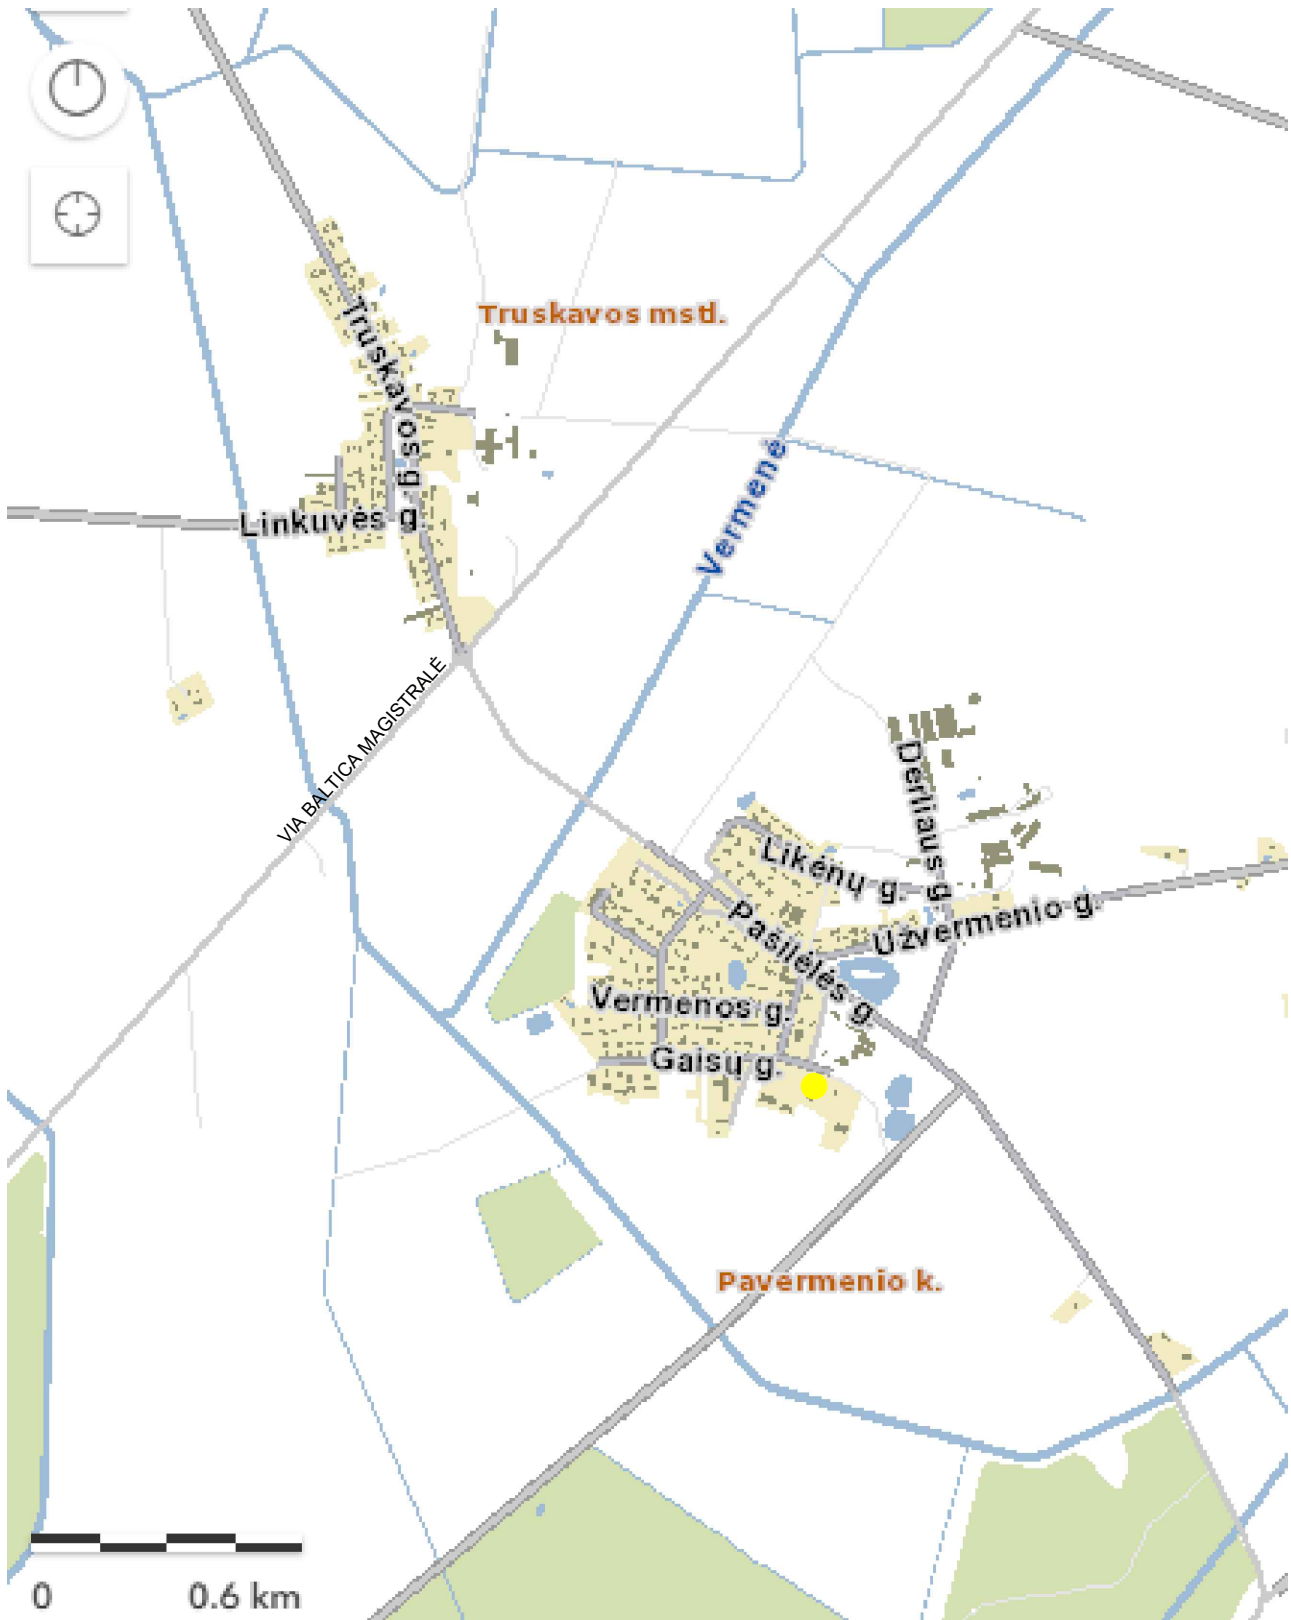 Truskavos mstl.
Truskavos g.
Linkuvės g.
Vermenė
VIA BALTICA MAGISTRALĖ
Derliaus g.
Likėnų g.
Užvermenio g.
Pašilėlės g.
Vermenos g.
Gaisų g.
Pavermenio k.
0 0.6 km